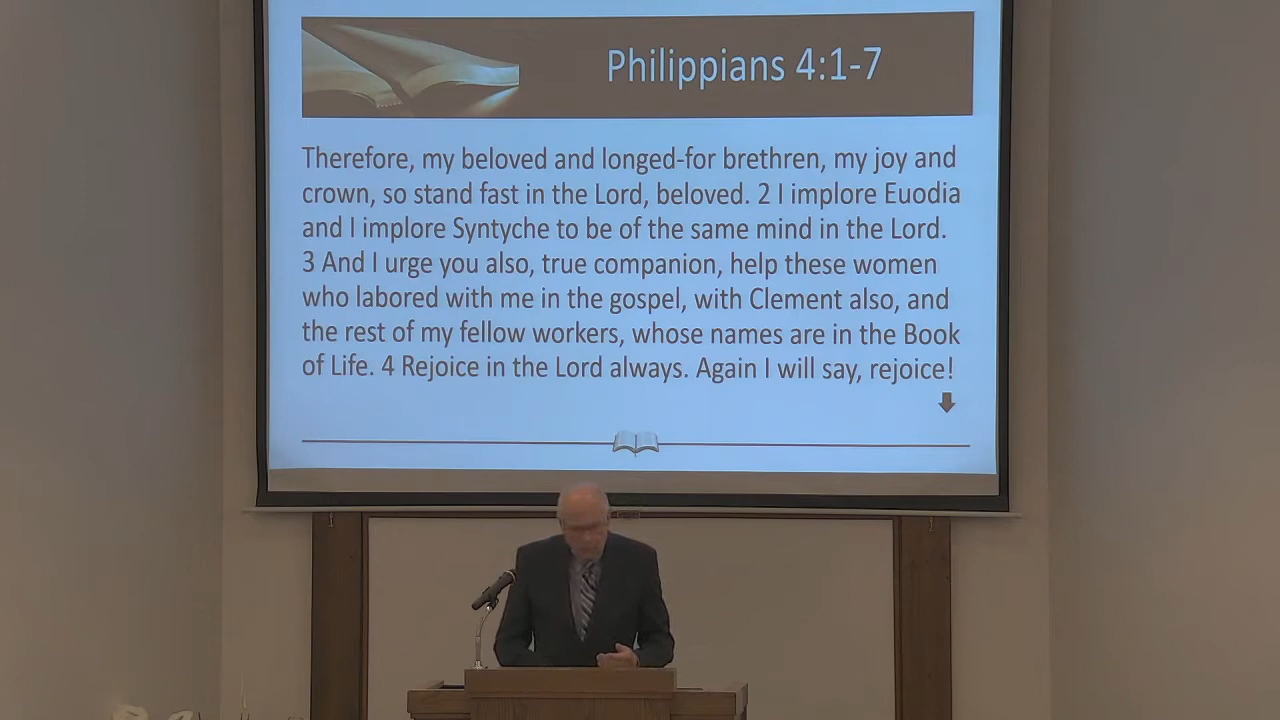 Philippians 4:1-7
Therefore, my beloved and longed-for brethren, my joy and
crown, so stand fast in the Lord, beloved. 2 I implore Euodia
and I implore Syntyche to be of the same mind in the Lord.
3 And I urge you also, true companion, help these women
who labored with me in the gospel, with Clement also, and
the rest of my fellow workers, whose names are in the Book
of Life. 4 Rejoice in the Lord always. Again I will say, rejoice!